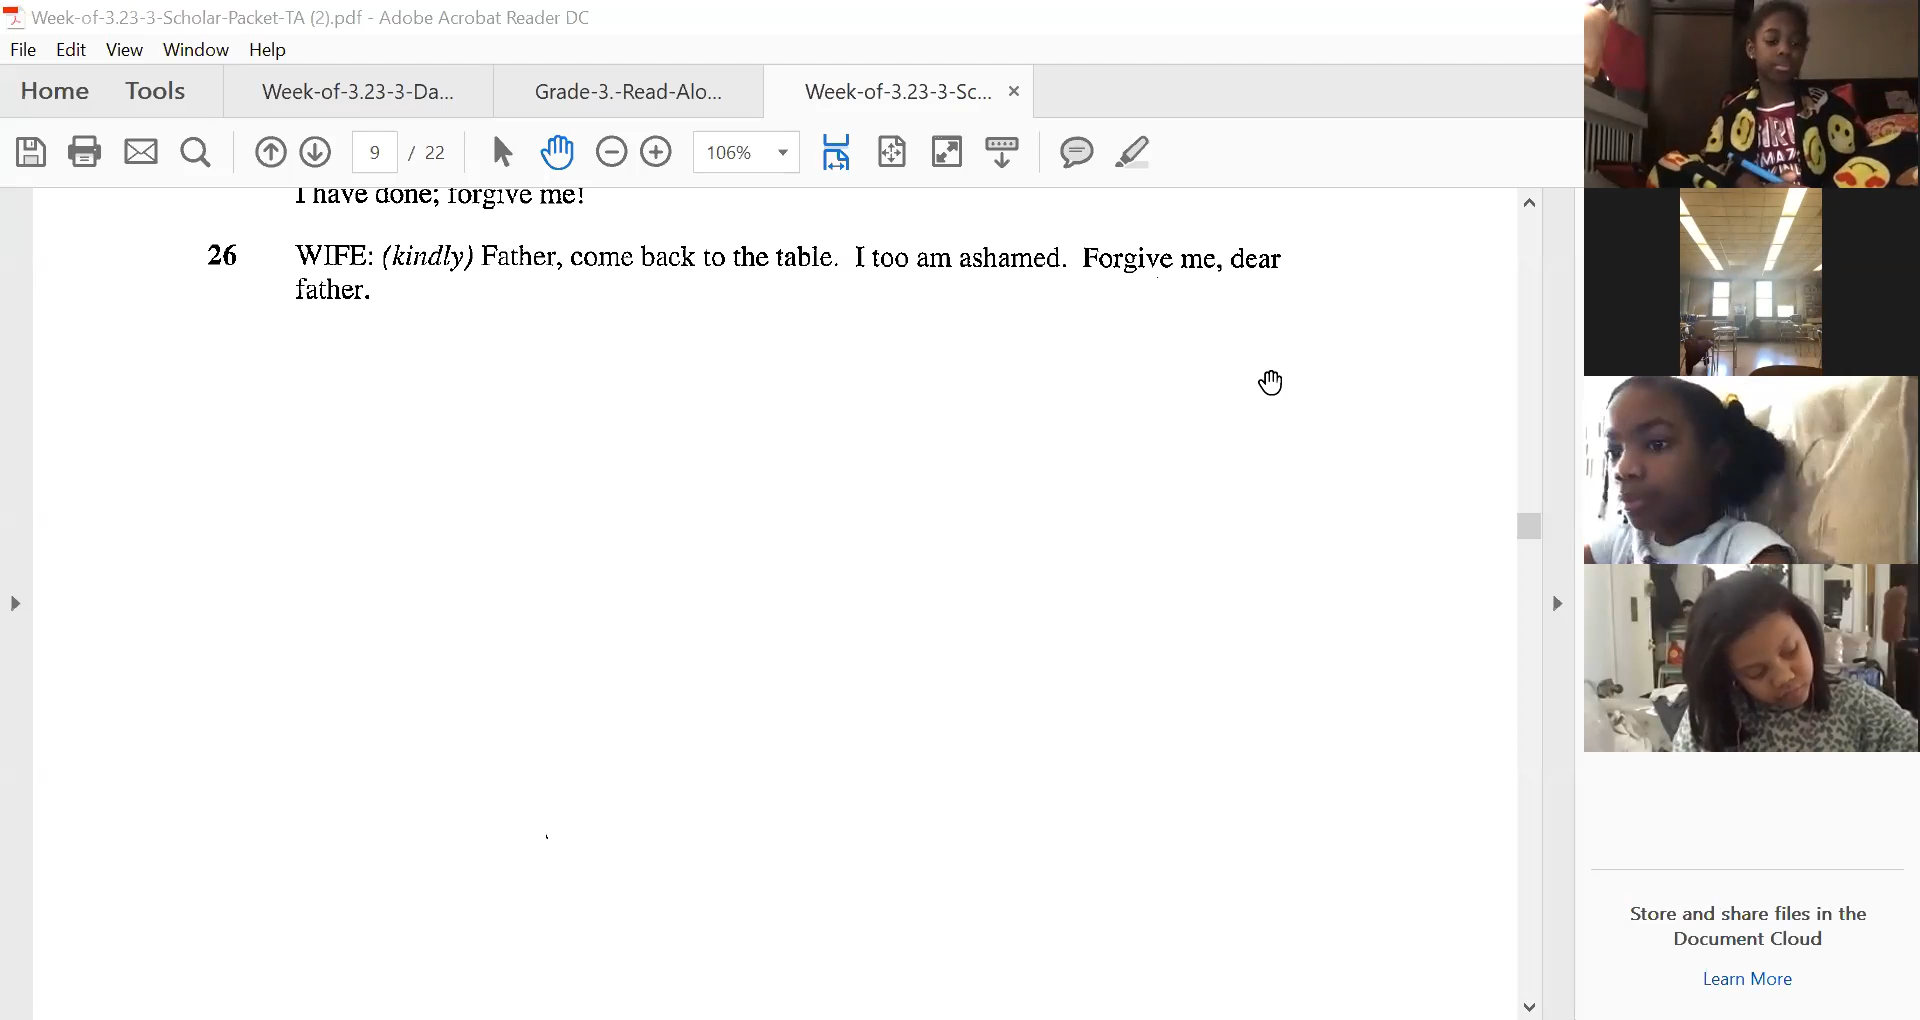 Week-of-3.23-3-Scholar-Packet-TA (2).pdf - Adobe Acrobat Reader DC
File Edit View Window Help
Home Tools Week-of-3.23-3-Da... Grade-3.-Read-Alo... Week-of-3.23-3-Sc... ×
9 / 22 106%
I have done; forgive me!
26 WIFE: (kindly) Father, come back to the table. I too am ashamed. Forgive me, dear
father.
Store and share files in the
Document Cloud
Learn More